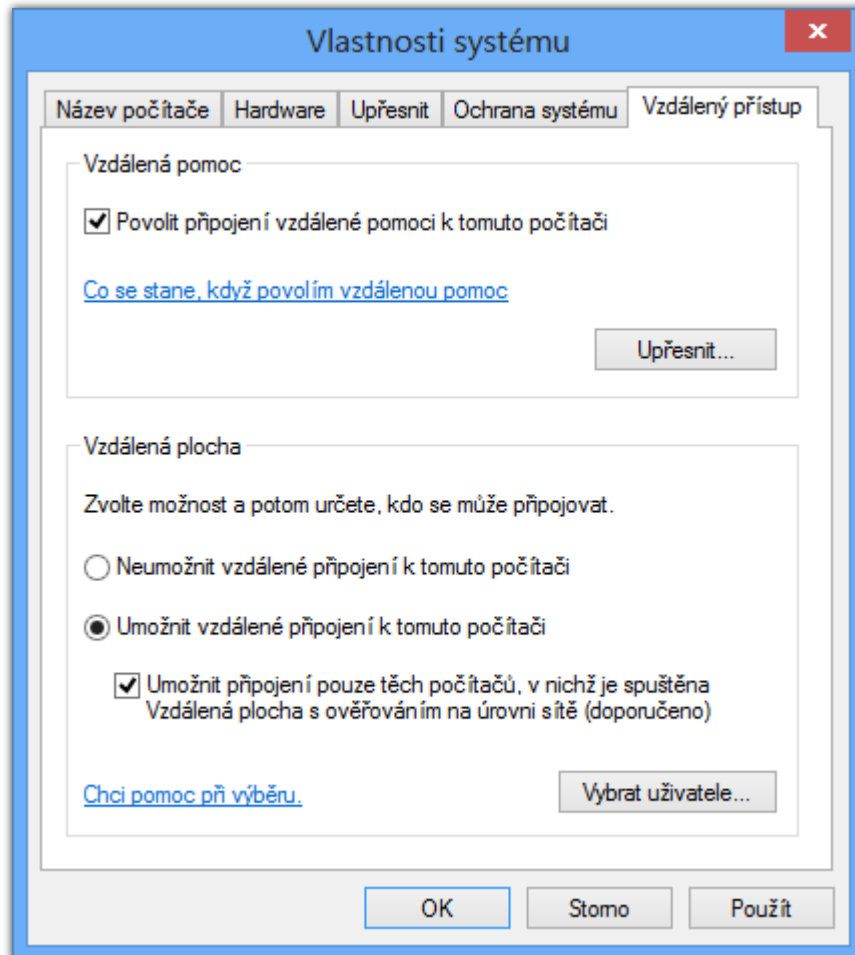 Vlastnosti systému
Název počítače
Hardware
Upřesnit
Ochrana systému
Vzdálený přístup
Vzdálená pomoc
Povolit připojení vzdálené pomoci k tomuto počítači
Co se stane, když povolím vzdálenou pomoc
Upřesnit...
Vzdálená plocha
Zvolte možnost a potom určete, kdo se může připojovat.
Neumožnit vzdálené připojení k tomuto počítači
Umožnit vzdálené připojení k tomuto počítači
Umožnit připojení pouze těch počítačů, v nichž je spuštěna
Vzdálená plocha s ověřováním na úrovni sítě (doporučeno)
Chci pomoc při výběru.
Vybrat uživatele...
OK
Storno
Použít